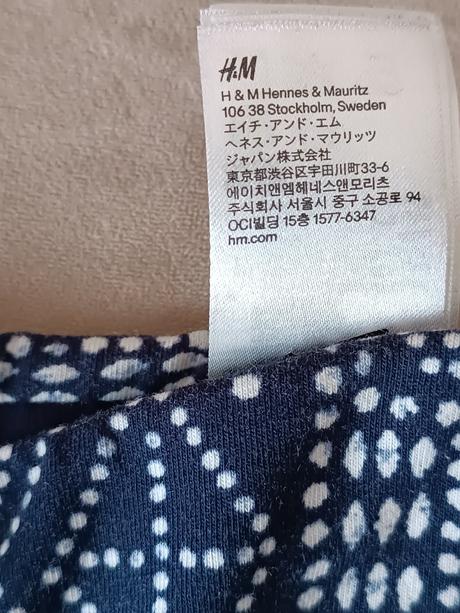 H&M
H & M Hennes & Mauritz
106 38 Stockholm, Sweden
エイチ・アンド・エム
ヘネス・アンド・マウリッツ
ジャパン株式会社
東京都渋谷区宇田川町33-6
에이치앤엠헤네스앤모리츠
주식회사 서울시 중구 소공로 94
OCI빌딩 15층 1577-6347
hm.com